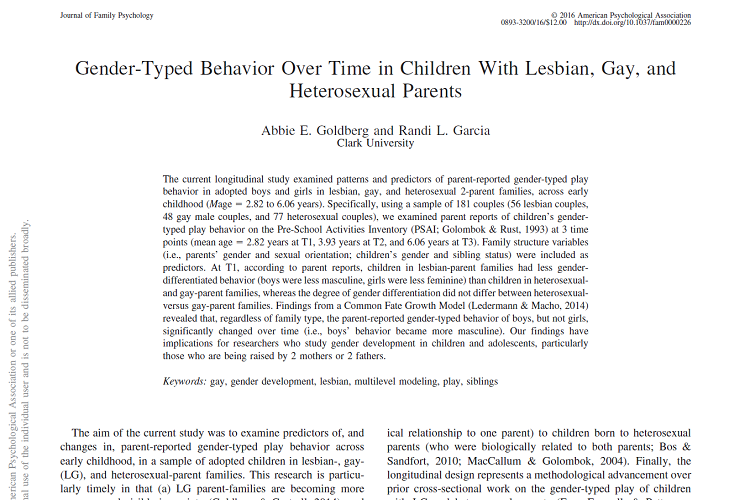 Journal of Family Psychology
© 2016 American Psychological Association
0893-3200/16/$12.00 http://dx.doi.org/10.1037/fam0000226
Gender-Typed Behavior Over Time in Children With Lesbian, Gay, and
Heterosexual Parents
Abbie E. Goldberg and Randi L. Garcia
Clark University
The current longitudinal study examined patterns and predictors of parent-reported gender-typed play
behavior in adopted boys and girls in lesbian, gay, and heterosexual 2-parent families, across early
childhood (Mage = 2.82 to 6.06 years). Specifically, using a sample of 181 couples (56 lesbian couples,
48 gay male couples, and 77 heterosexual couples), we examined parent reports of children's gender-
typed play behavior on the Pre-School Activities Inventory (PSAI; Golombok & Rust, 1993) at 3 time
points (mean age = 2.82 years at T1, 3.93 years at T2, and 6.06 years at T3). Family structure variables
(i.e., parents' gender and sexual orientation; children's gender and sibling status) were included as
predictors. At T1, according to parent reports, children in lesbian-parent families had less gender-
differentiated behavior (boys were less masculine, girls were less feminine) than children in heterosexual-
and gay-parent families, whereas the degree of gender differentiation did not differ between heterosexual-
versus gay-parent families. Findings from a Common Fate Growth Model (Ledermann & Macho, 2014)
revealed that, regardless of family type, the parent-reported gender-typed behavior of boys, but not girls,
significantly changed over time (i.e., boys' behavior became more masculine). Our findings have
implications for researchers who study gender development in children and adolescents, particularly
those who are being raised by 2 mothers or 2 fathers.
Keywords: gay, gender development, lesbian, multilevel modeling, play, siblings
The aim of the current study was to examine predictors of, and
changes in, parent-reported gender-typed play behavior across
early childhood, in a sample of adopted children in lesbian-, gay-
(LG), and heterosexual-parent families. This research is particu-
larly timely in that (a) LG parent-families are becoming more
ical relationship to one parent) to children born to heterosexual
parents (who were biologically related to both parents; Bos &
Sandfort, 2010; MacCallum & Golombok, 2004). Finally, the
longitudinal design represents a methodological advancement over
prior cross-sectional work on the gender-typed play of children
American Psychological Association or one of its allied publishers.
use of the individual user and is not to be disseminated broadly.